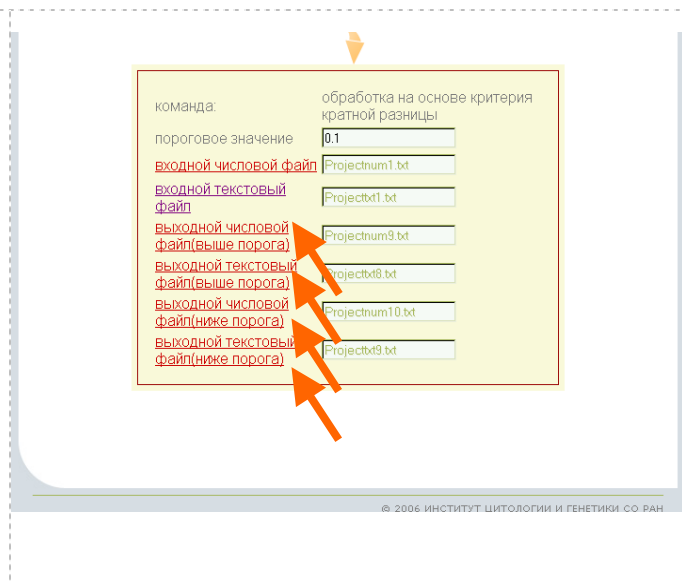 команда:
обработка на основе критерия
кратной разницы
пороговое значение
0.1
входной числовой файл
Projectnum1.txt
входной текстовый
файл
Projecttxt1.txt
выходной числовой
файл(выше порога)
Projectnum9.txt
выходной текстовый
файл(выше порога)
Projecttxt8.txt
выходной числовой
файл(ниже порога)
Projectnum10.txt
выходной текстовый
файл(ниже порога)
Projecttxt9.txt
© 2006 ИНСТИТУТ ЦИТОЛОГИИ И ГЕНЕТИКИ СО РАН